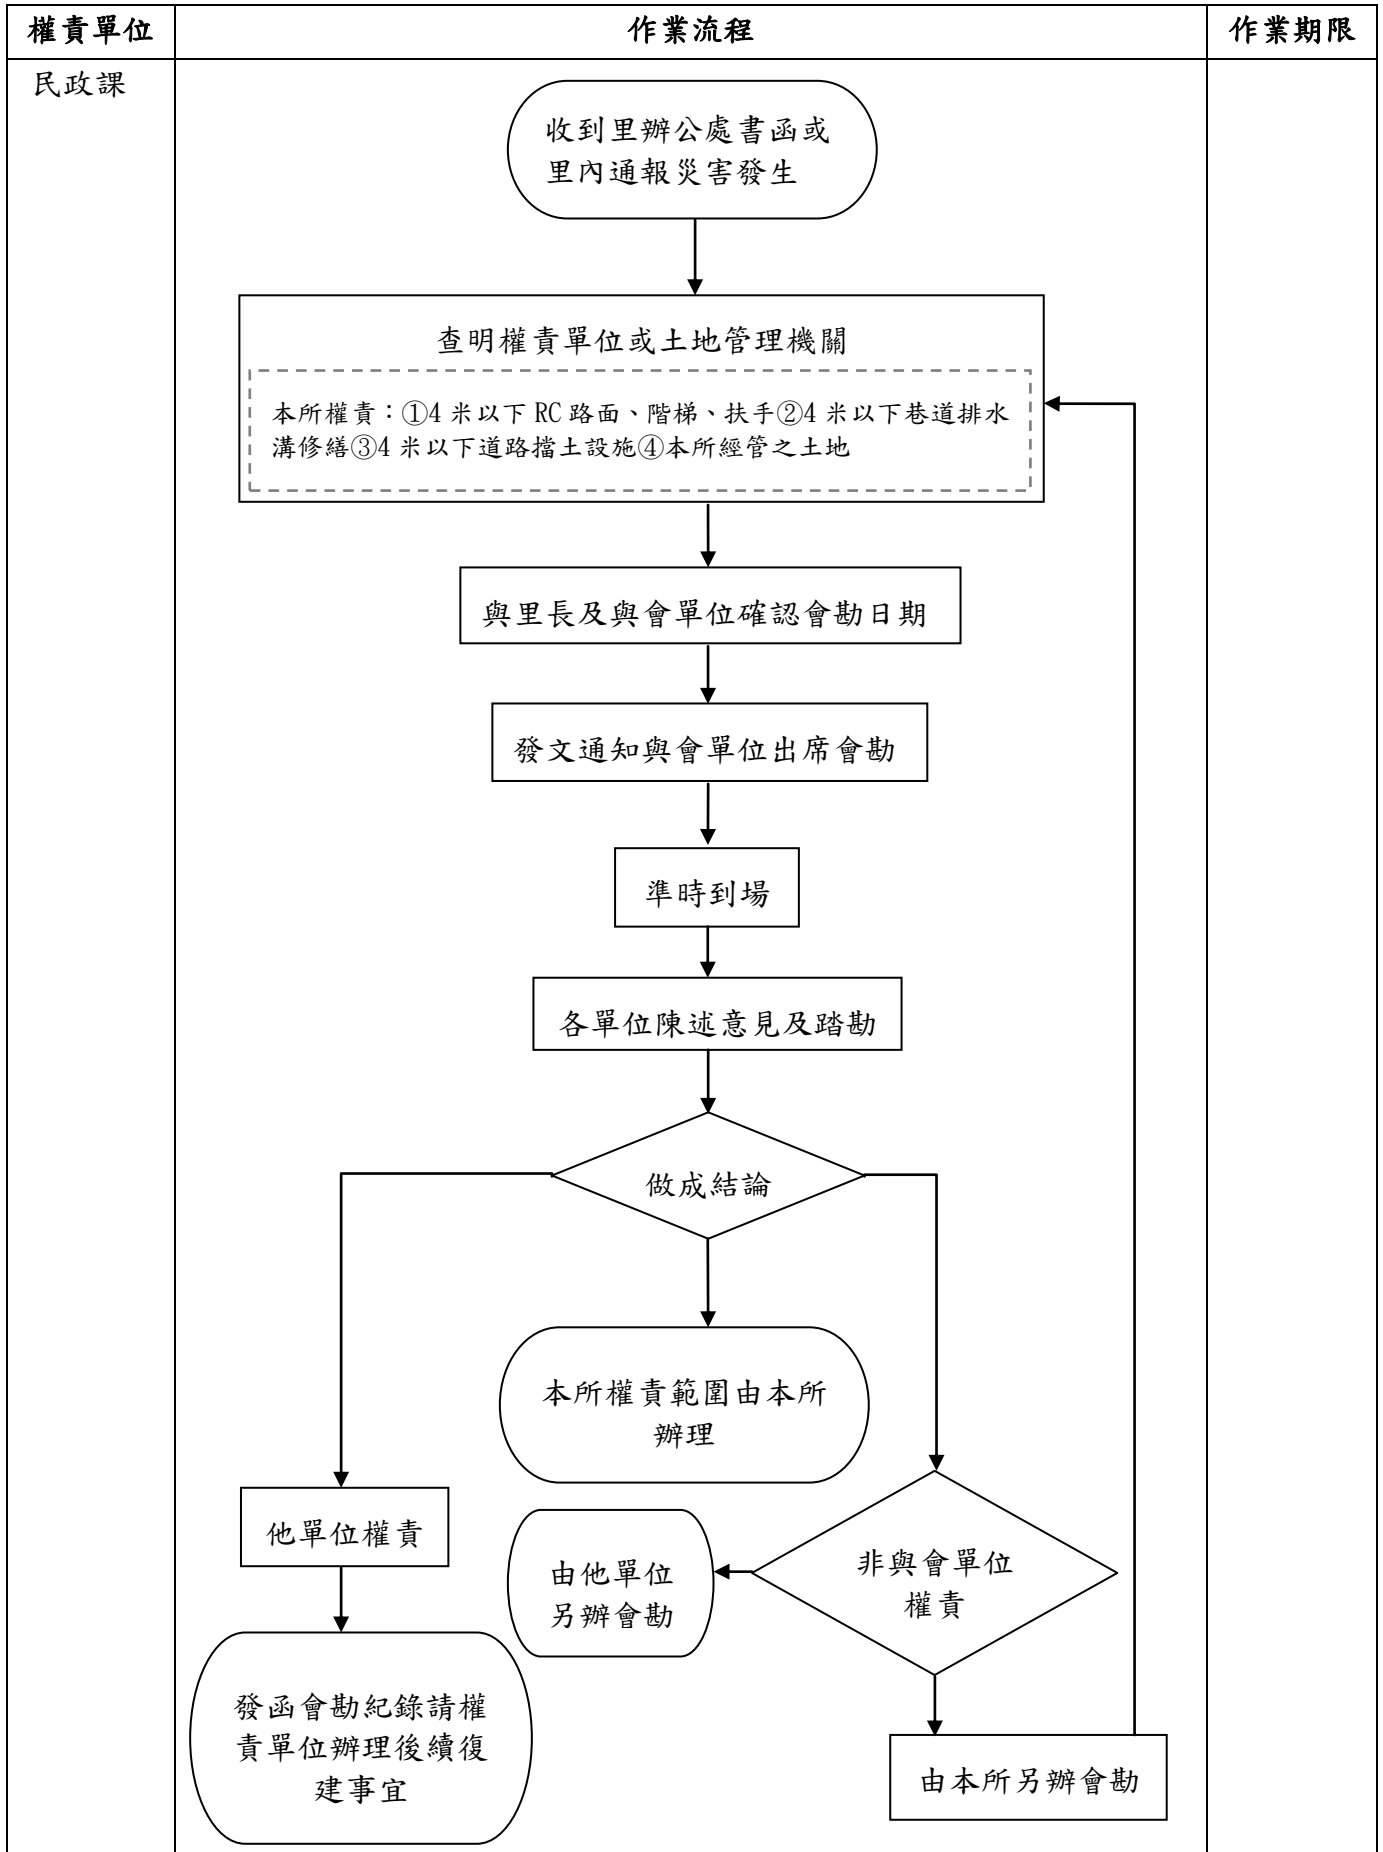 權責單位
作業流程
作業期限
民政課
收到里辦公處書函或
里內通報災害發生
查明權責單位或土地管理機關
本所權責：①4 米以下 RC 路面、階梯、扶手②4 米以下巷道排水
溝修繕③4 米以下道路擋土設施④本所經管之土地
與里長及與會單位確認會勘日期
發文通知與會單位出席會勘
準時到場
各單位陳述意見及踏勘
做成結論
本所權責範圍由本所
辦理
他單位權責
由他單位
另辦會勘
非與會單位
權責
發函會勘紀錄請權
責單位辦理後續復
建事宜
由本所另辦會勘